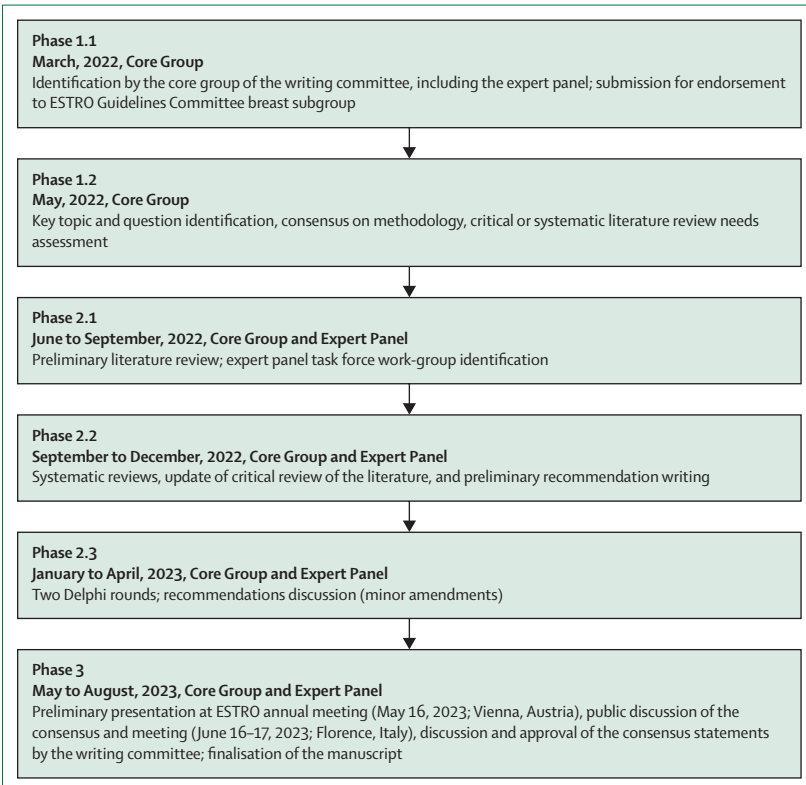 Phase 1.1
March, 2022, Core Group
Identification by the core group of the writing committee, including the expert panel; submission for endorsement
to ESTRO Guidelines Committee breast subgroup
Phase 1.2
May, 2022, Core Group
Key topic and question identification, consensus on methodology, critical or systematic literature review needs
assessment
Phase 2.1
June to September, 2022, Core Group and Expert Panel
Preliminary literature review; expert panel task force work-group identification
Phase 2.2
September to December, 2022, Core Group and Expert Panel
Systematic reviews, update of critical review of the literature, and preliminary recommendation writing
Phase 2.3
January to April, 2023, Core Group and Expert Panel
Two Delphi rounds; recommendations discussion (minor amendments)
Phase 3
May to August, 2023, Core Group and Expert Panel
Preliminary presentation at ESTRO annual meeting (May 16, 2023; Vienna, Austria), public discussion of the
consensus and meeting (June 16–17, 2023; Florence, Italy), discussion and approval of the consensus statements
by the writing committee; finalisation of the manuscript